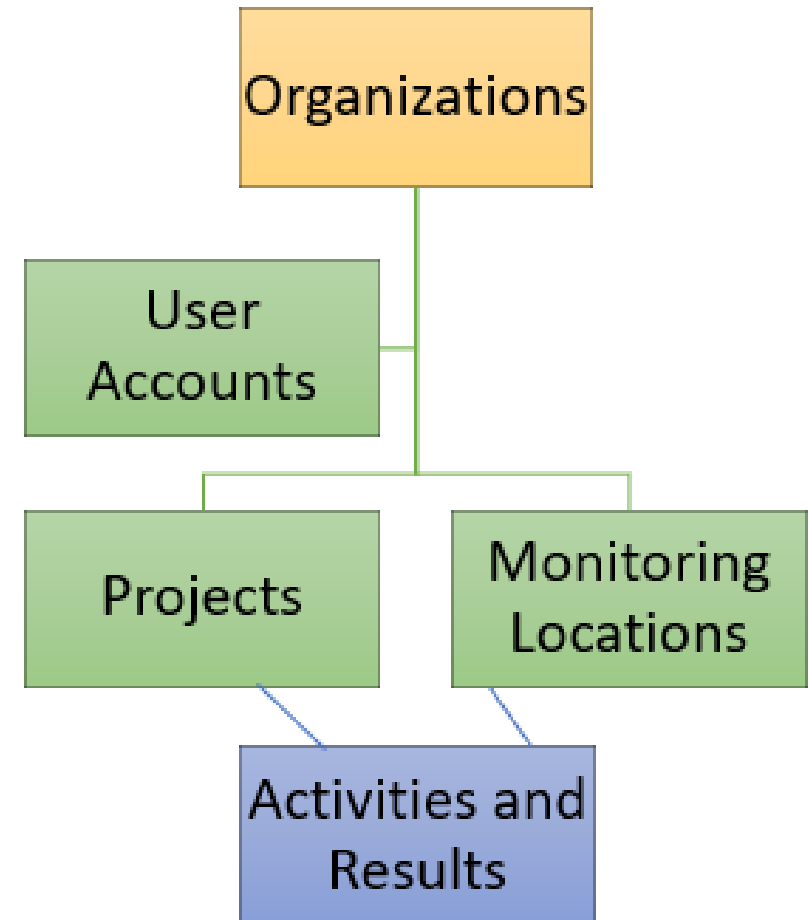 Organizations
User
Accounts
Projects
Monitoring
Locations
Activities and
Results